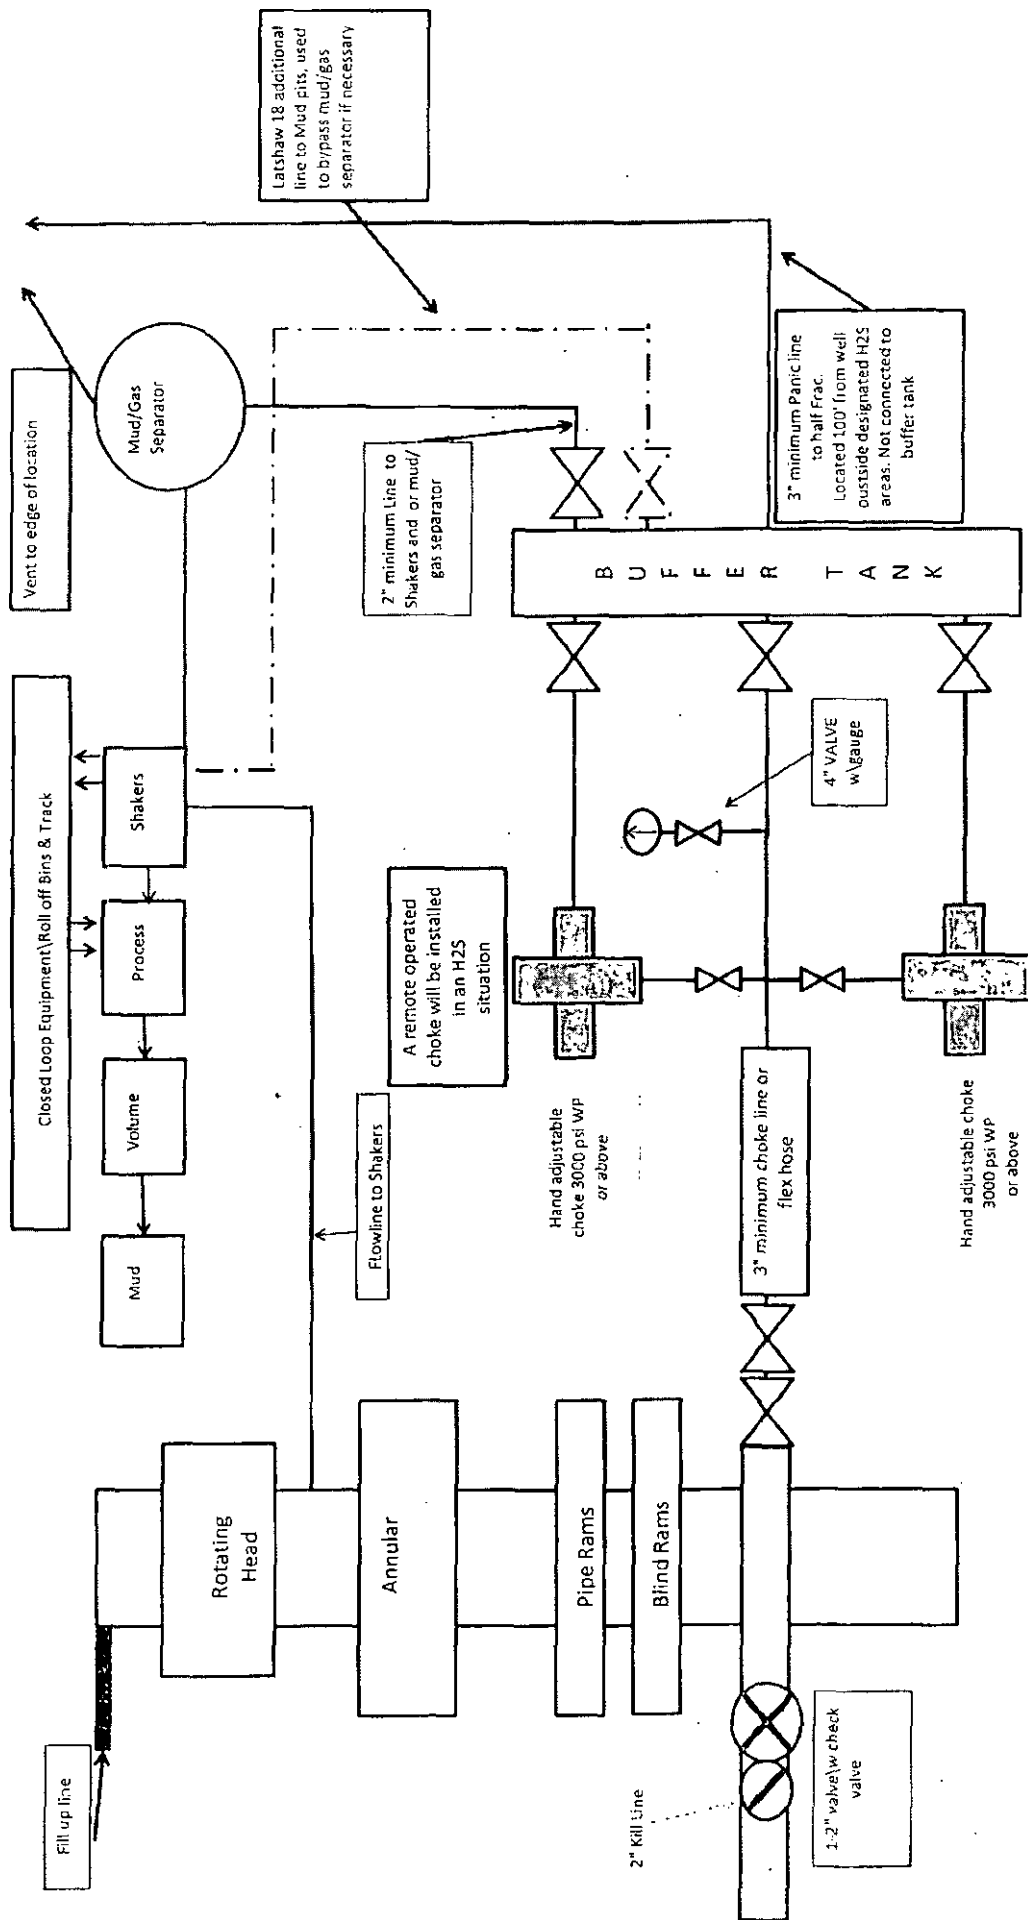 Fill up line
Rotating
Head
Annular
Pipe Rams
Blind Rams
2" Kill Line
1-2" valve\w check
valve
Closed Loop Equipment\Roll off Bins & Track
Mud
Volume
Process
Shakers
Flowline to Shakers
Vent to edge of location
Mud/Gas
Separator
Latshaw 18 additional
line to Mud pits, used
to bypass mud/gas
separator if necessary
2" minimum Line to
Shakers and or mud/
gas separator
A remote operated
choke will be installed
in an H2S
situation
Hand adjustable
choke 3000 psi WP
or above
4" VALVE
w\gauge
3" minimum choke line or
flex hose
BUFFER TANK
3" minimum Panic line
to half Frac.
Located 100' from well
oustside designated H2S
areas. Not connected to
buffer tank
Hand adjustable choke
3000 psi WP
or above